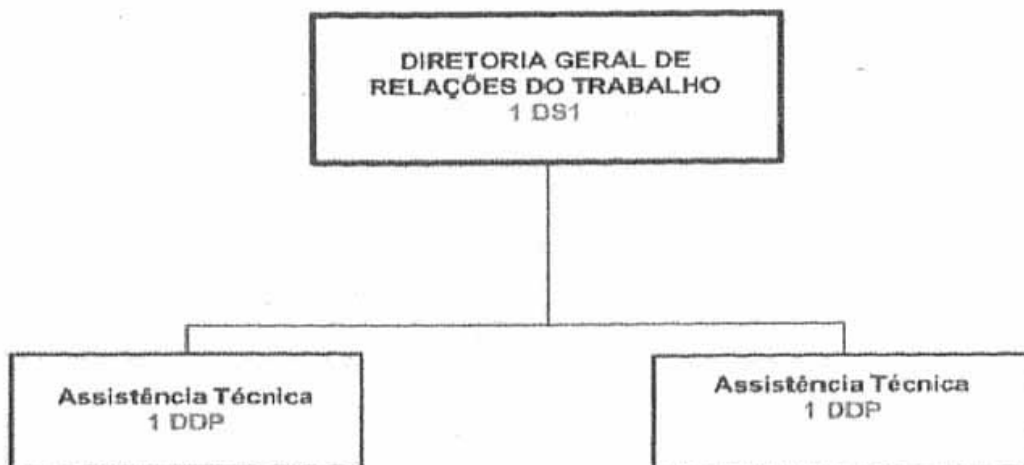 DIRETORIA GERAL DE
RELAÇÕES DO TRABALHO
1 DS1
Assistência Técnica
1 DDP
Assistência Técnica
1 DDP